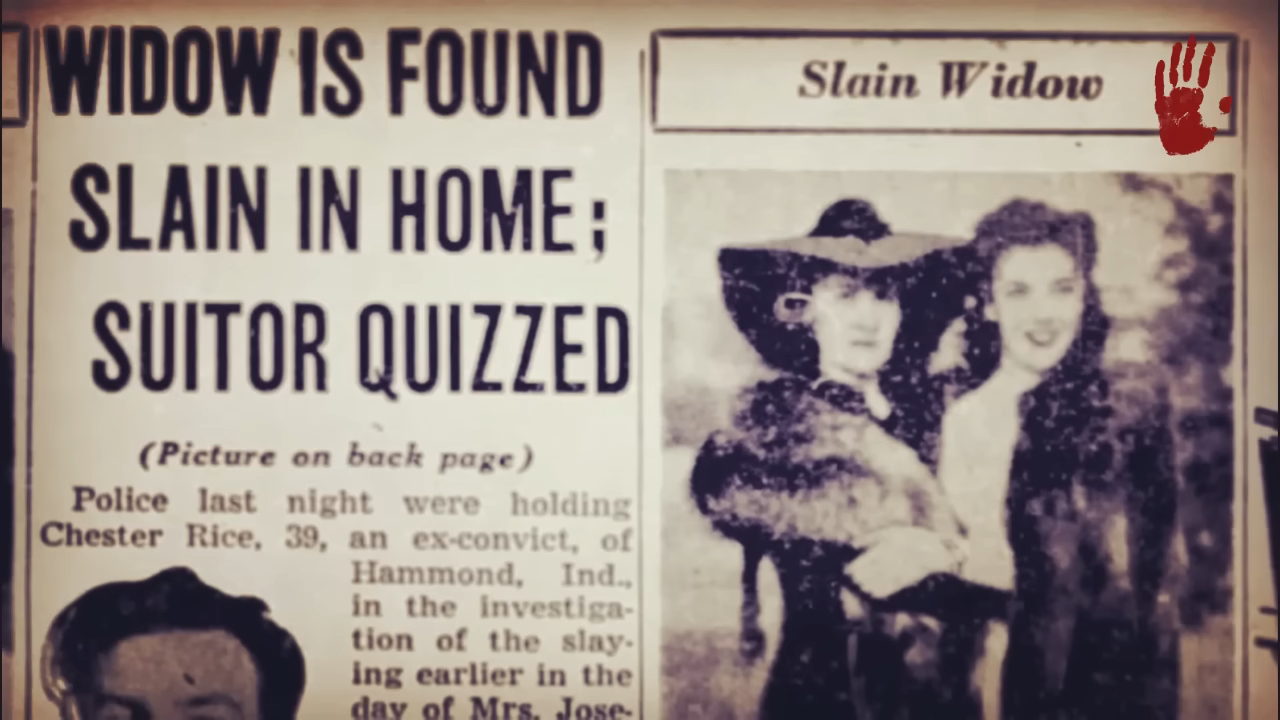 WIDOW IS FOUND
SLAIN IN HOME;
SUITOR QUIZZED
(Picture on back page)
Police last night were holding
Chester Rice, 39, an ex-convict, of
Hammond, Ind.,
in the investiga-
tion of the slay-
ing earlier in the
day of Mrs. Jose-
Slain Widow